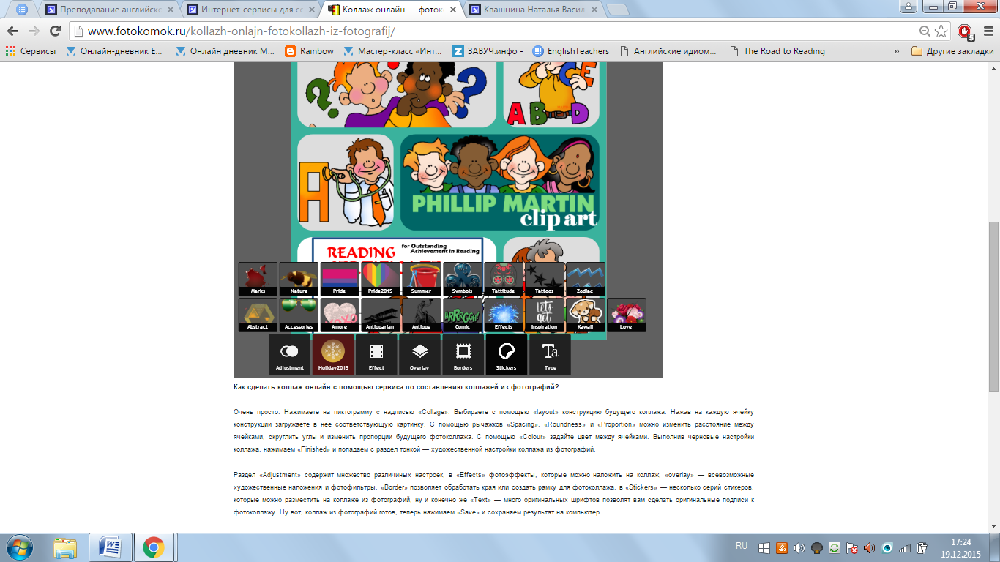 Преподавание английско
Интернет-сервисы для со
Коллаж онлайн — фоток
Квашнина Наталья Васил
www.fotokomok.ru/kollazh-onlajn-fotokollazh-iz-fotografij/
5
Сервисы
Онлайн-дневник Е...
Онлайн дневник М...
Rainbow
Мастер-класс «Инт...
ЗАВУЧ.инфо -
EnglishTeachers
Английские идиом...
The Road to Reading
»
Другие закладки
? ?
C E
A B D
A
PHILLIP MARTIN
clip art
for Outstanding
Achievement in Reading
READING
Marks Nature Pride Pride2015 Summer Symbols Tattitude Tattoos Zodiac
ARRRGGH!
LET'S
get
Abstract Accessories Amore Antiquarian Antique Comic Effects Inspiration Kawaii Love
Ta
Adjustment Holiday2015 Effect Overlay Borders Stickers Type
Как сделать коллаж онлайн с помощью сервиса по составлению коллажей из фотографий?
Очень просто: Нажимаете на пиктограмму с надписью «Collage». Выбираете с помощью «layout» конструкцию будущего коллажа. Нажав на каждую ячейку
конструкции загружаете в нее соответствующую картинку. С помощью рычажков «Spacing», «Roundness» и «Proportion» можно изменить расстояние между
ячейками, скруглить углы и изменить пропорции будущего фотоколлажа. С помощью «Colour» задайте цвет между ячейками. Выполнив черновые настройки
коллажа, нажимаем «Finished» и попадаем с раздел тонкой — художественной настройки коллажа из фотографий.
Раздел «Adjustment» содержит множество различиных настроек, в «Effects» фотоэффекты, которые можно наложить на коллаж, «overlay» — всевозможные
художественные наложения и фотофильтры, «Border» позволяет обработать края или создать рамку для фотоколлажа, в «Stickers» — несколько серий стикеров,
которые можно разместить на коллаже из фотографий, ну и конечно же «Text» — много оригинальных шрифтов позволят вам сделать оригинальные подписи к
фотоколлажу. Ну вот, коллаж из фотографий готов, теперь нажимаем «Save» и сохраняем результат на компьютер.
RU
17:24
19.12.2015